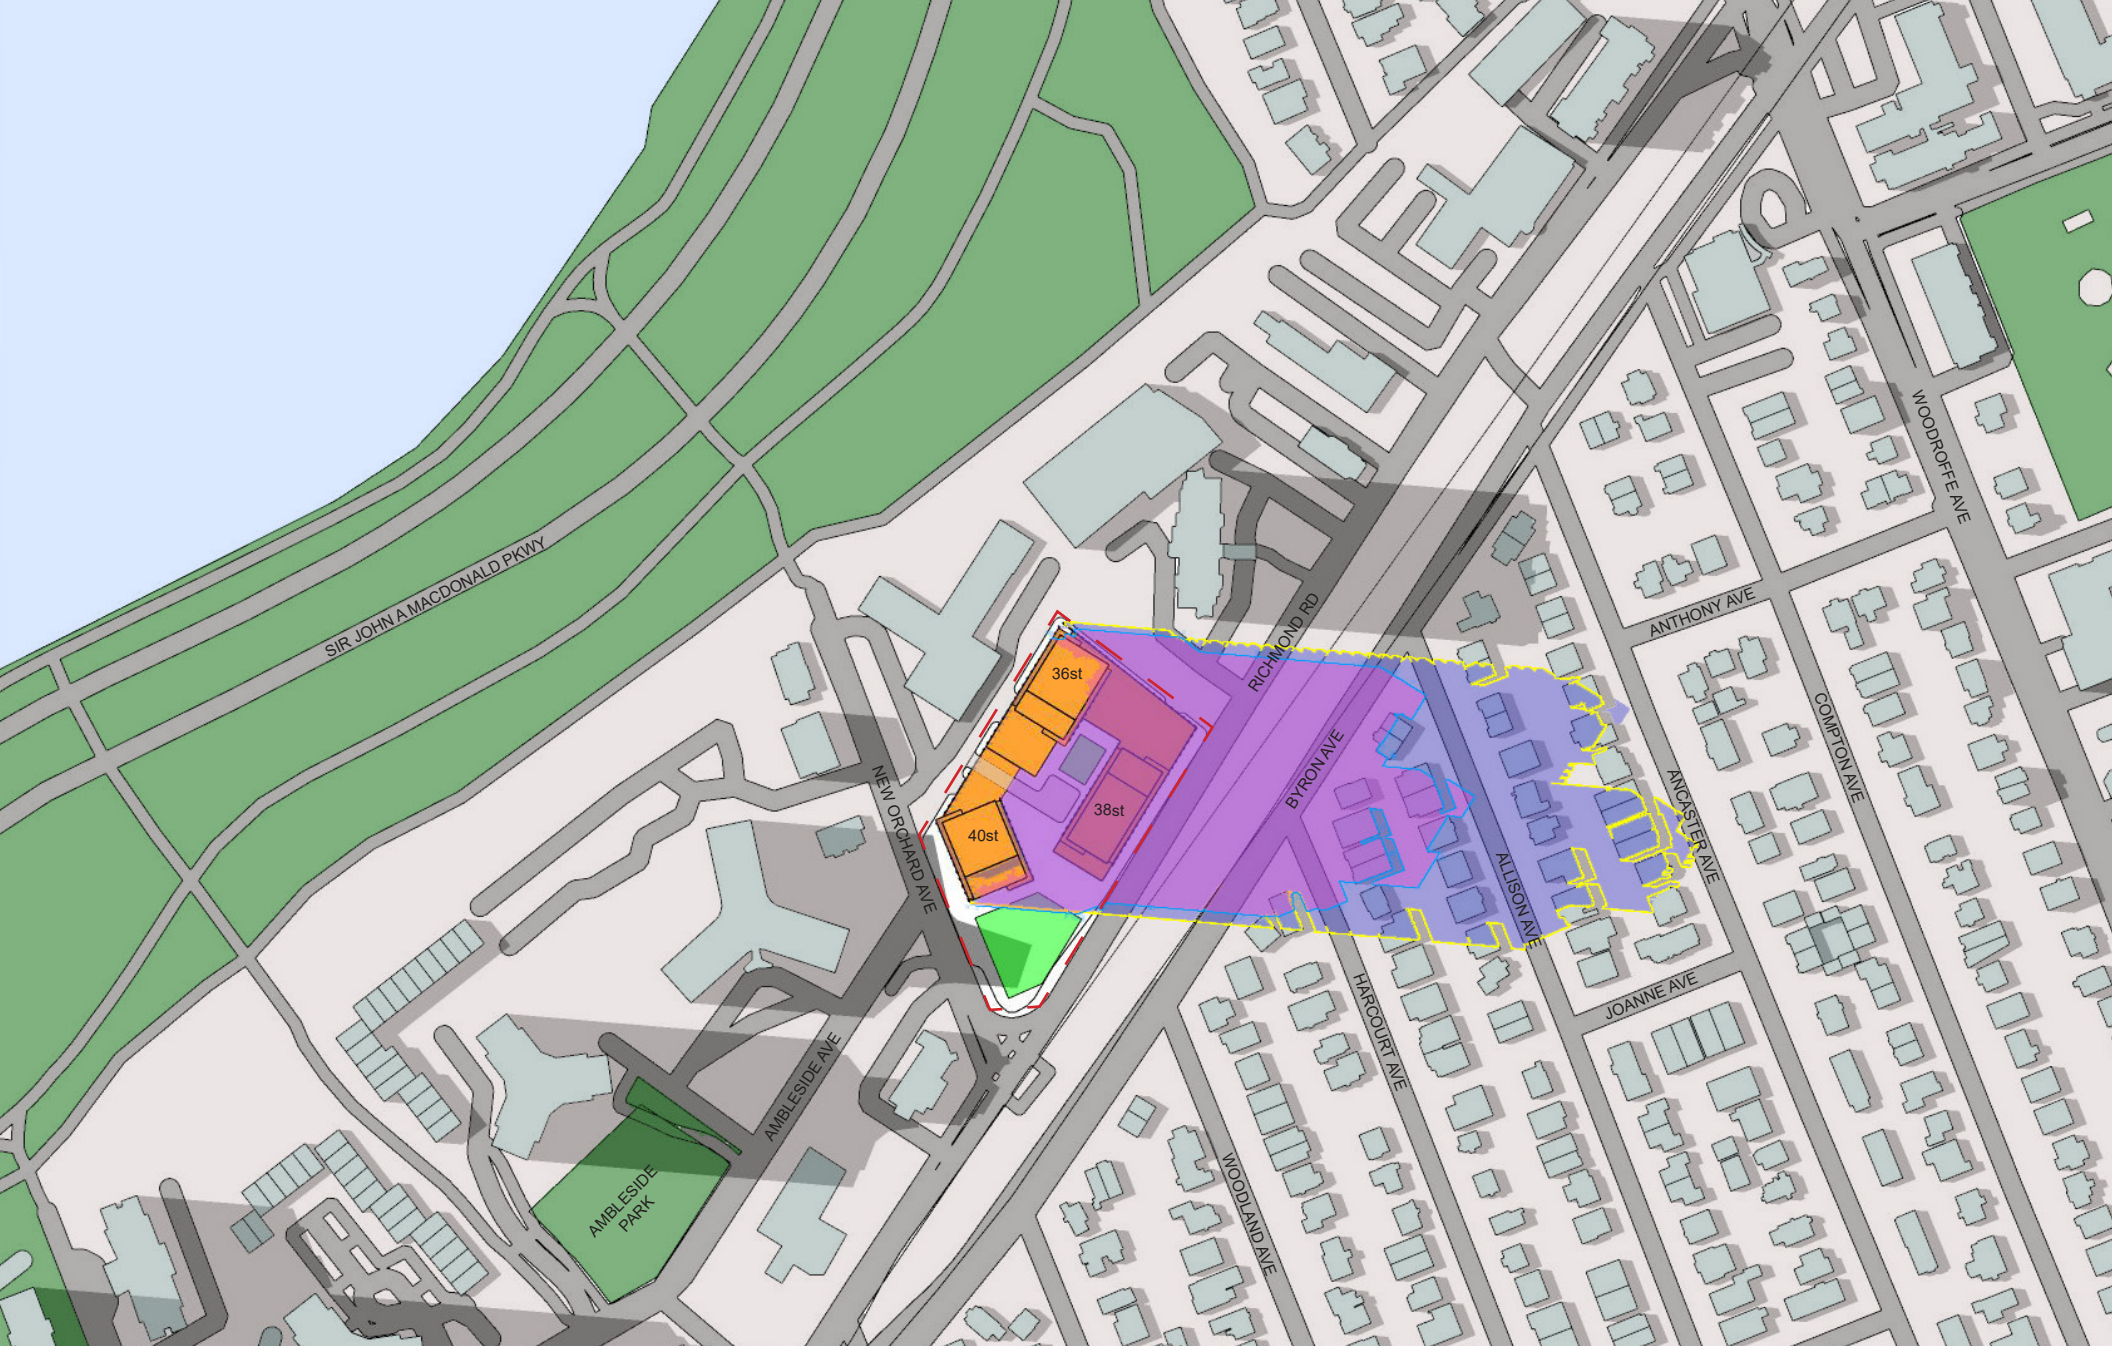 SIR JOHN A MACDONALD PKWY
WOODROFFE AVE
ANTHONY AVE
RICHMOND RD
36st
COMPTON AVE
BYRON AVE
NEW ORCHARD AVE
38st
40st
ANCASTER AVE
ALLISON AVE
JOANNE AVE
HARCOURT AVE
AMBLESIDE AVE
AMBLESIDE
PARK
WOODLAND AVE